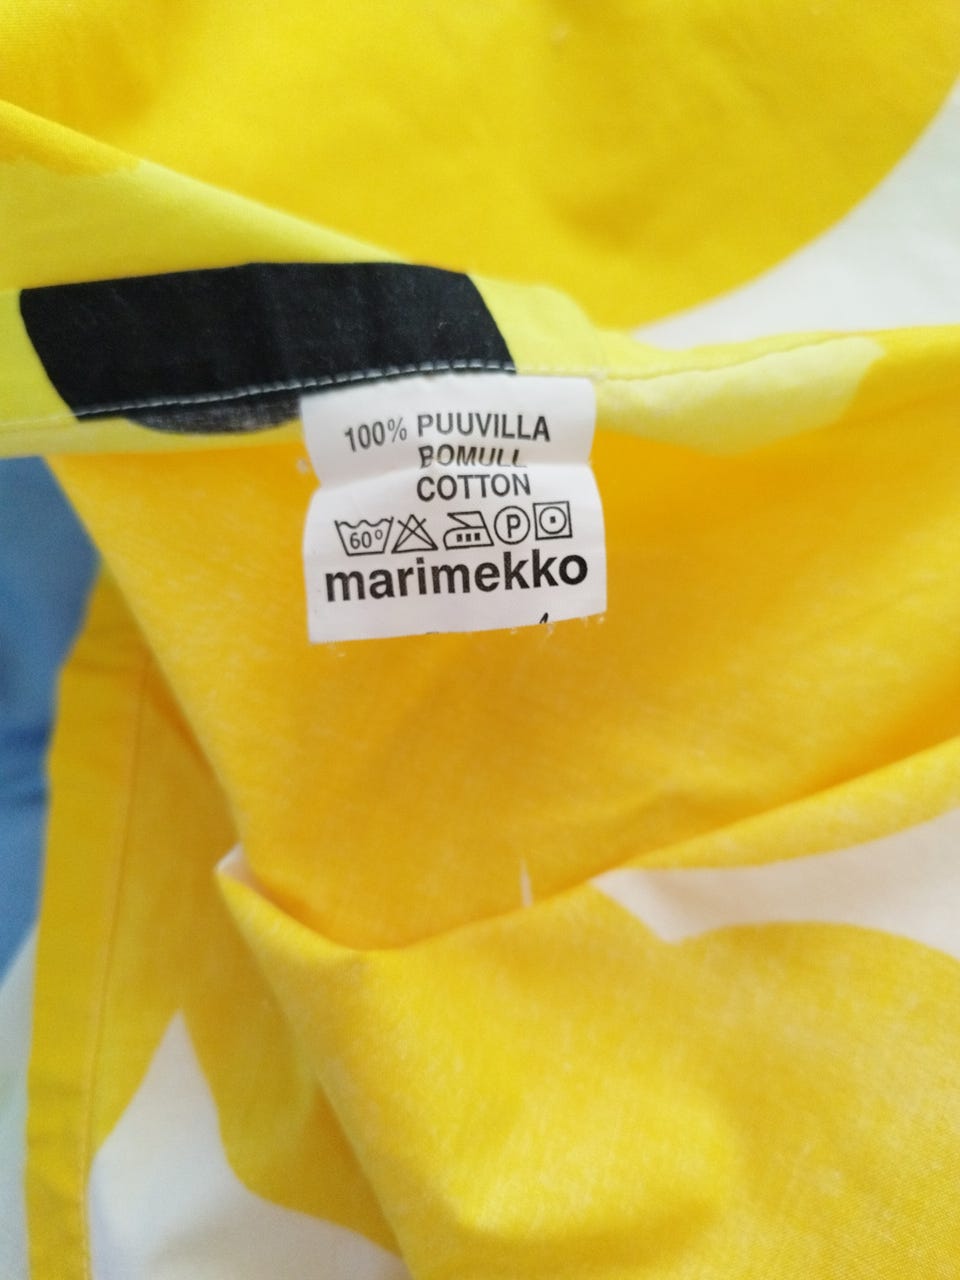 100% PUUVILLA
BOMULL
COTTON
60° P
marimekko